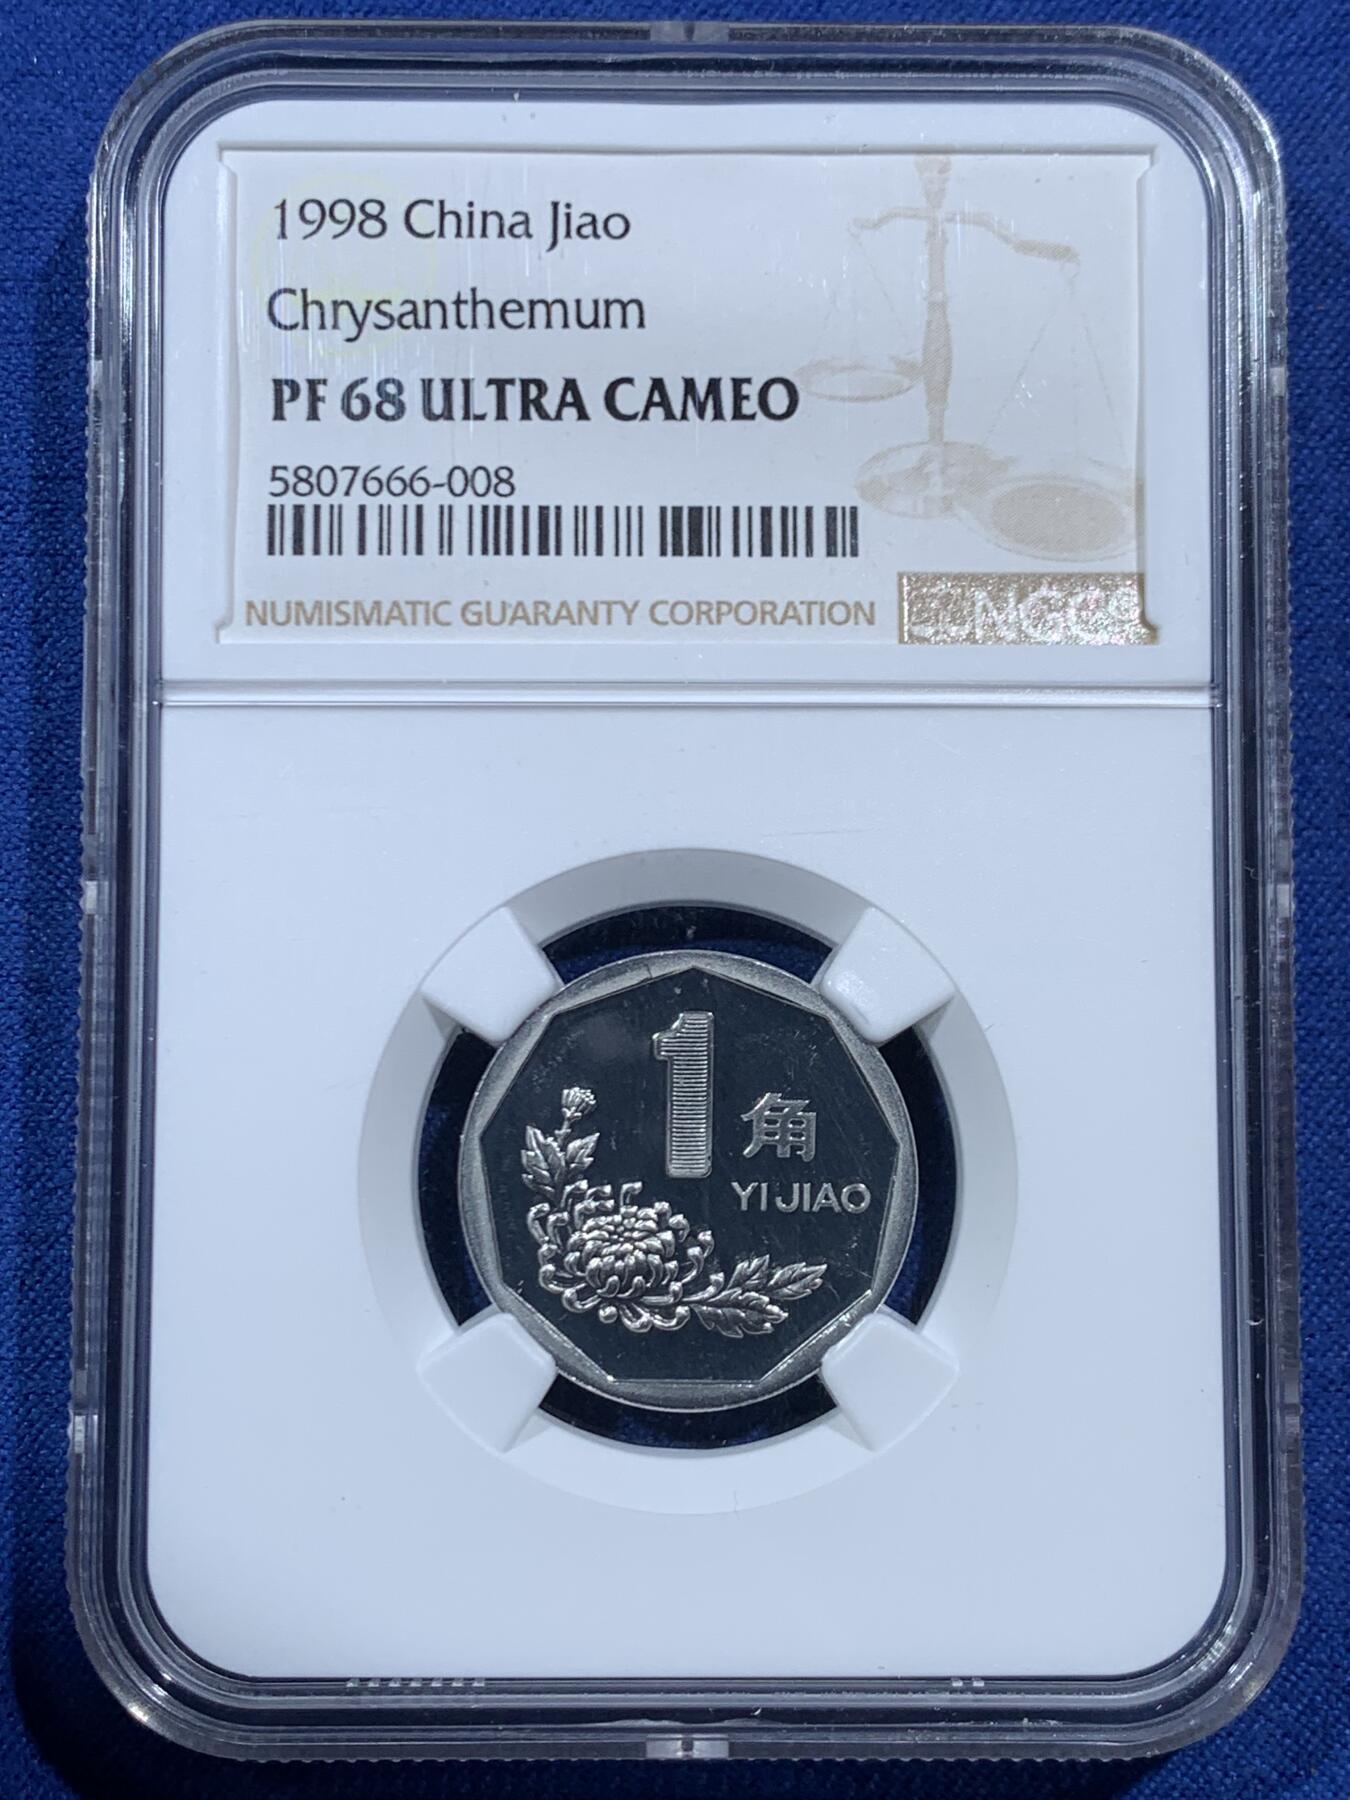 1998 China Jiao
Chrysanthemum
PF 68 ULTRA CAMEO
5807666-008
NUMISMATIC GUARANTY CORPORATION
NGC
1 角
YI JIAO